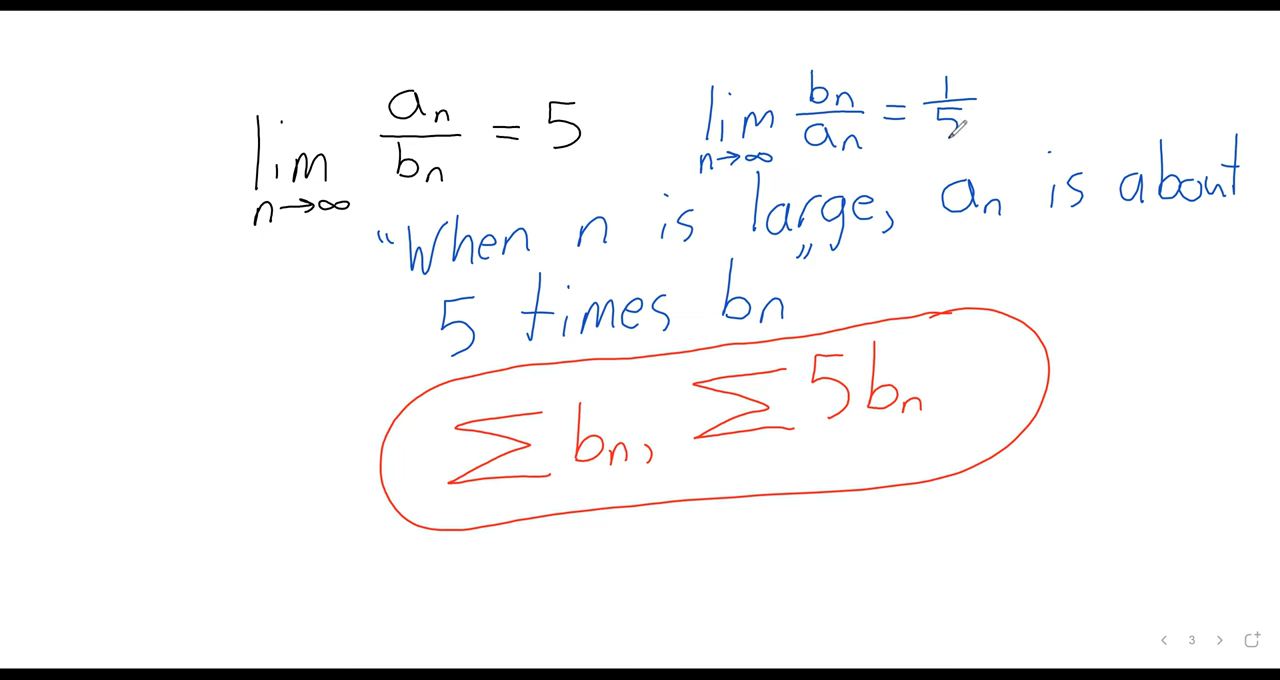 lim n→∞ aₙ/bₙ = 5
lim n→∞ bₙ/aₙ = 1/5
"When n is large, aₙ is about
5 times bₙ"
∑ bₙ, ∑ 5bₙ
3